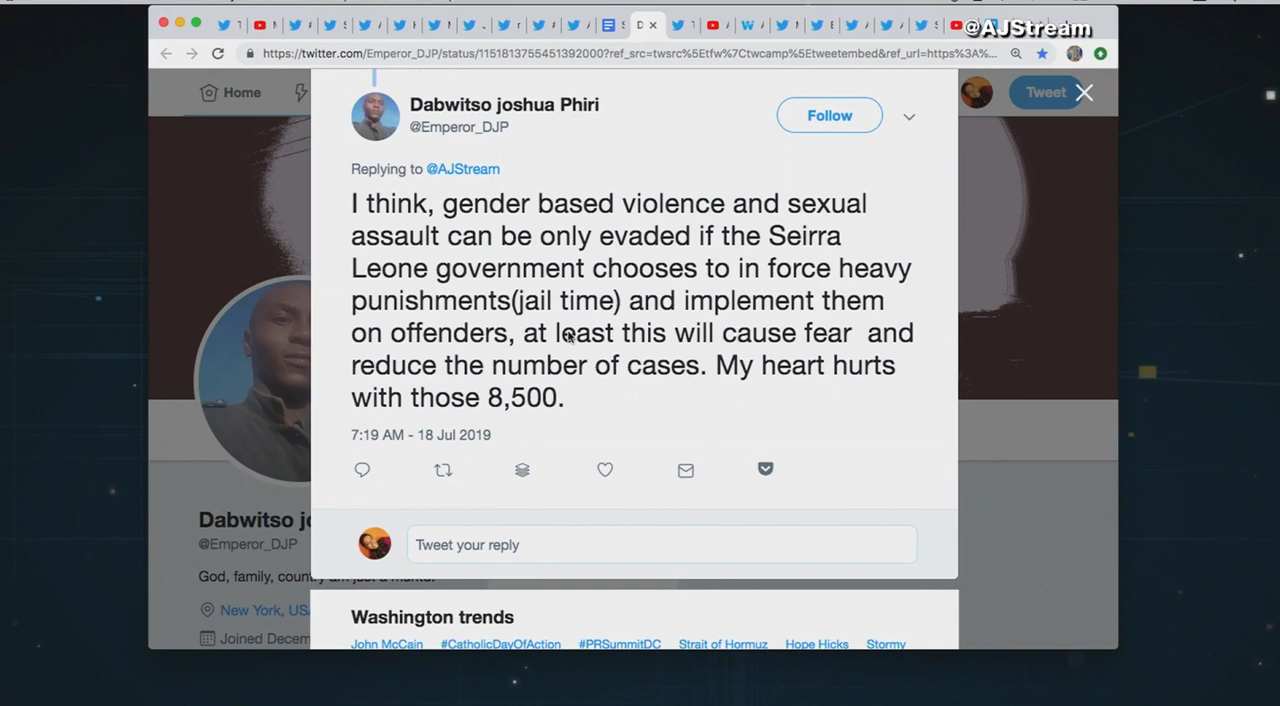 @AJStream
https://twitter.com/Emperor_DJP/status/1151813755451392000?ref_src=twsrc%5Etfw%7Ctwcamp%5Etweetembed&ref_url=https%3A%...
Home
Tweet
Dabwitso joshua Phiri
@Emperor_DJP
Follow
Replying to @AJStream
I think, gender based violence and sexual
assault can be only evaded if the Seirra
Leone government chooses to in force heavy
punishments(jail time) and implement them
on offenders, at least this will cause fear and
reduce the number of cases. My heart hurts
with those 8,500.
7:19 AM - 18 Jul 2019
Tweet your reply
Dabwitso jo
@Emperor_DJP
God, family, country am just a
New York, USA
Joined Decem
Washington trends
John McCain #CatholicDayOfAction #PRSummitDC Strait of Hormuz Hope Hicks Stormy